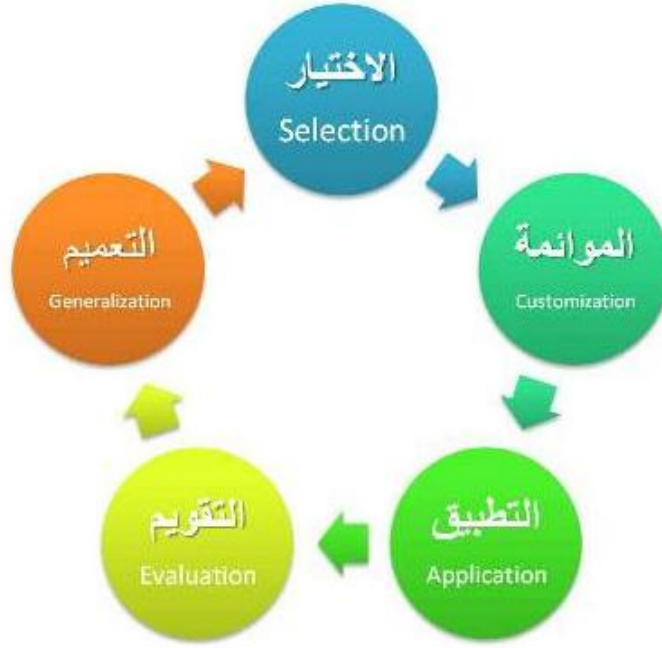 الاختيار
Selection
الموائمة
Customization
التطبيق
Application
التقويم
Evaluation
التعميم
Generalization